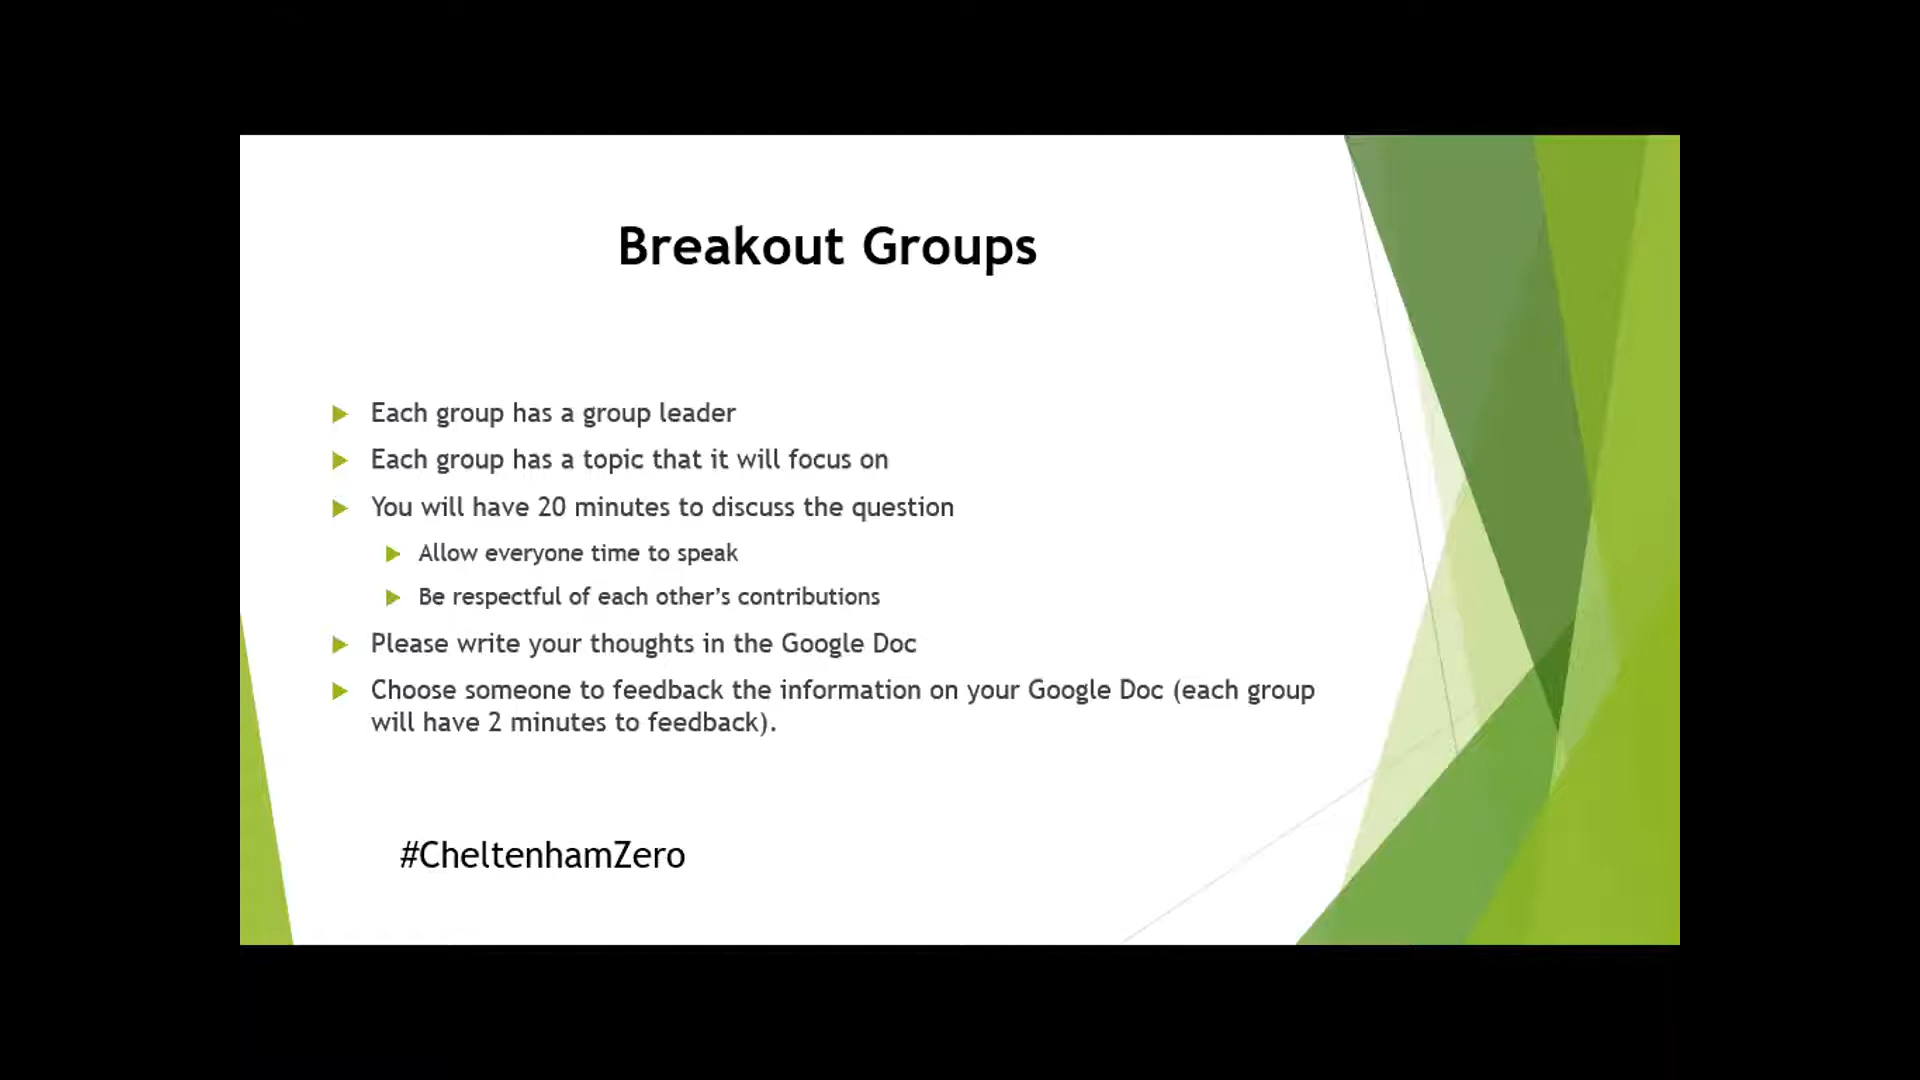 Breakout Groups
Each group has a group leader
Each group has a topic that it will focus on
You will have 20 minutes to discuss the question
Allow everyone time to speak
Be respectful of each other’s contributions
Please write your thoughts in the Google Doc
Choose someone to feedback the information on your Google Doc (each group
will have 2 minutes to feedback).
#CheltenhamZero